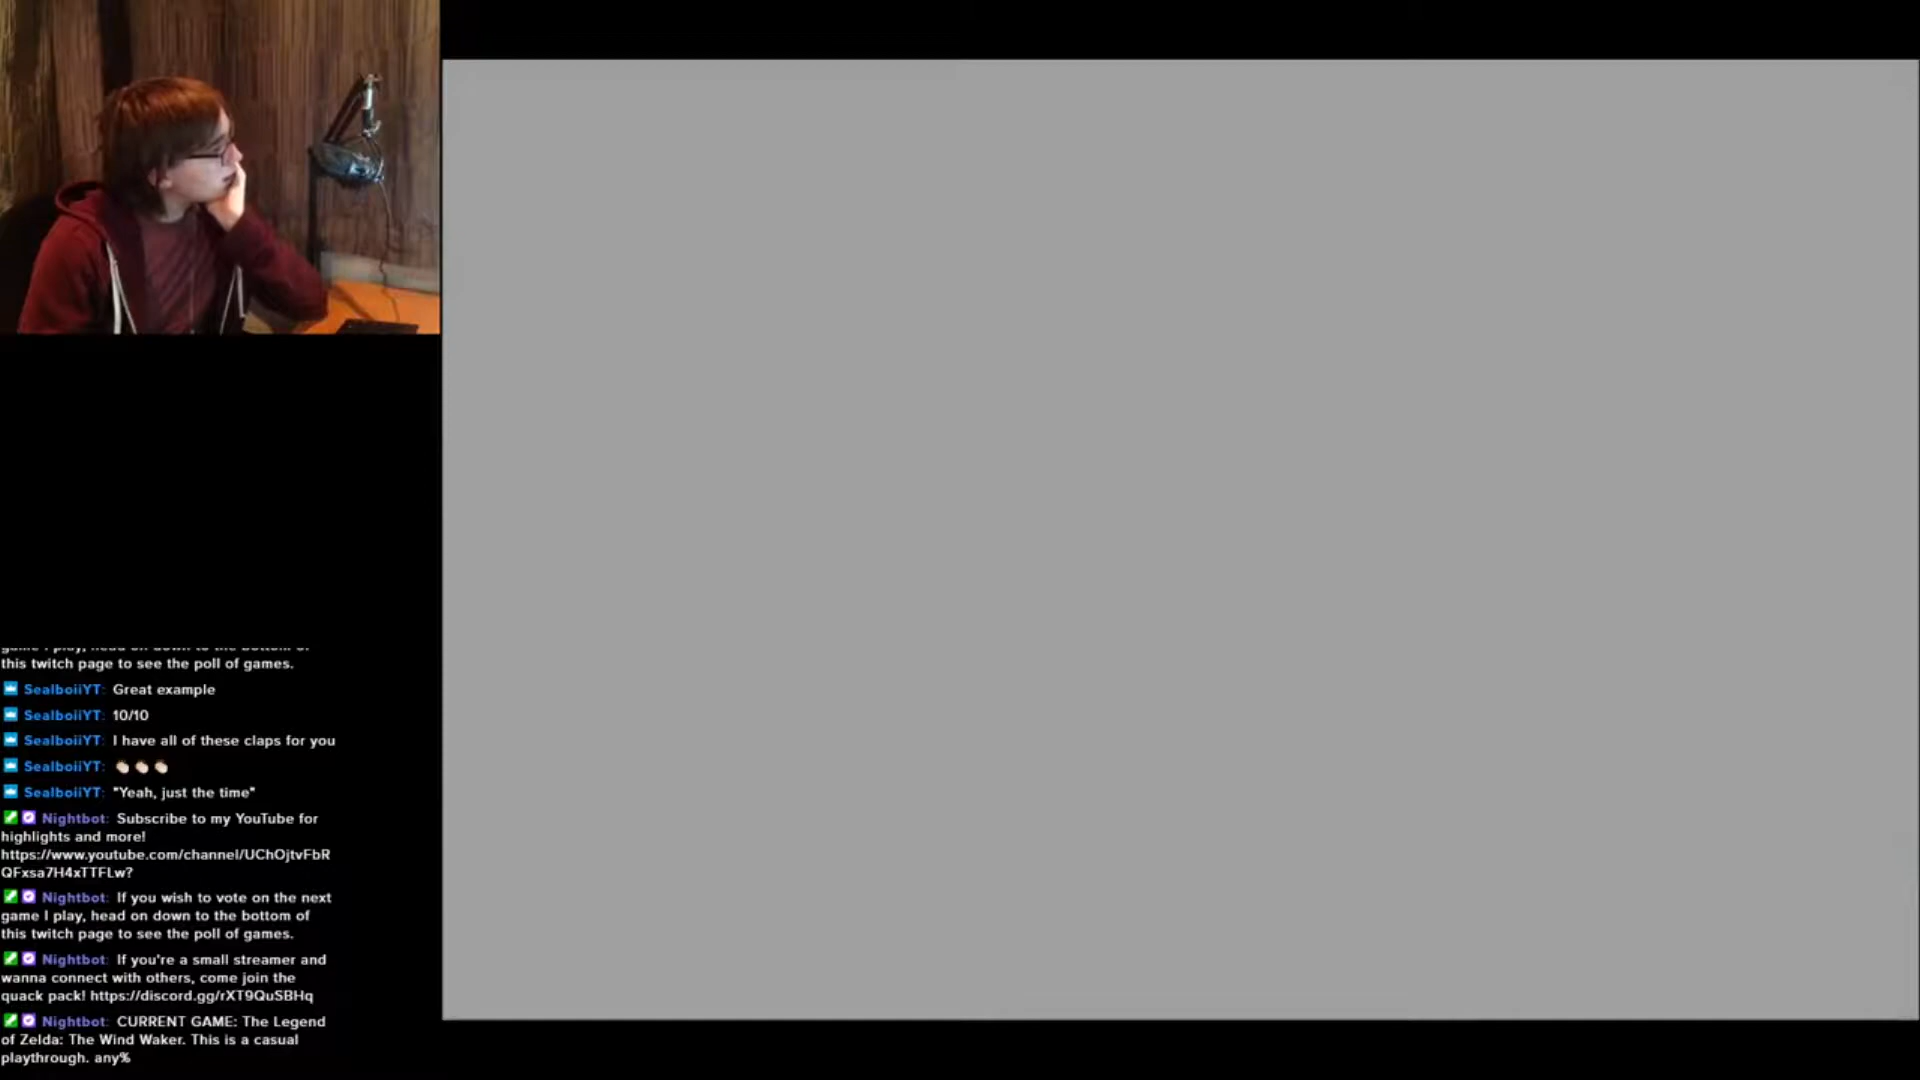 this twitch page to see the poll of games.
SealboiiYT: Great example
SealboiiYT: 10/10
SealboiiYT: I have all of these claps for you
SealboiiYT: 👏🏻👏🏻👏🏻
SealboiiYT: "Yeah, just the time"
Nightbot: Subscribe to my YouTube for
highlights and more!
https://www.youtube.com/channel/UChOjtvFbR
QFxsa7H4xTTFLw?
Nightbot: If you wish to vote on the next
game I play, head on down to the bottom of
this twitch page to see the poll of games.
Nightbot: If you're a small streamer and
wanna connect with others, come join the
quack pack! https://discord.gg/rXT9QuSBHq
Nightbot: CURRENT GAME: The Legend
of Zelda: The Wind Waker. This is a casual
playthrough. any%